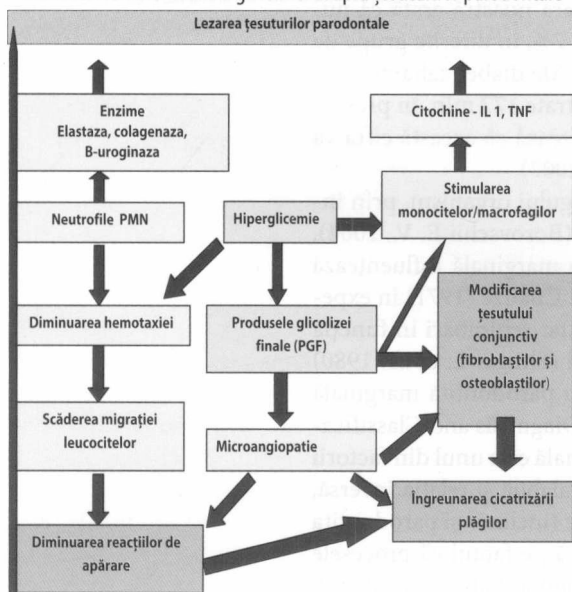 Lezarea țesuturilor parodontale
Enzime
Elastaza, colagenaza,
B-uroginaza
Citochine - IL 1, TNF
Neutrofile PMN
Hiperglicemie
Stimularea
monocitelor/macrofagilor
Diminuarea hemotaxiei
Produsele glicolizei
finale (PGF)
Modificarea
țesutului
conjunctiv
(fibroblaștilor și
osteoblaștilor)
Scăderea migrației
leucocitelor
Microangiopatie
Îngreunarea cicatrizării
plăgilor
Diminuarea reacțiilor de
apărare